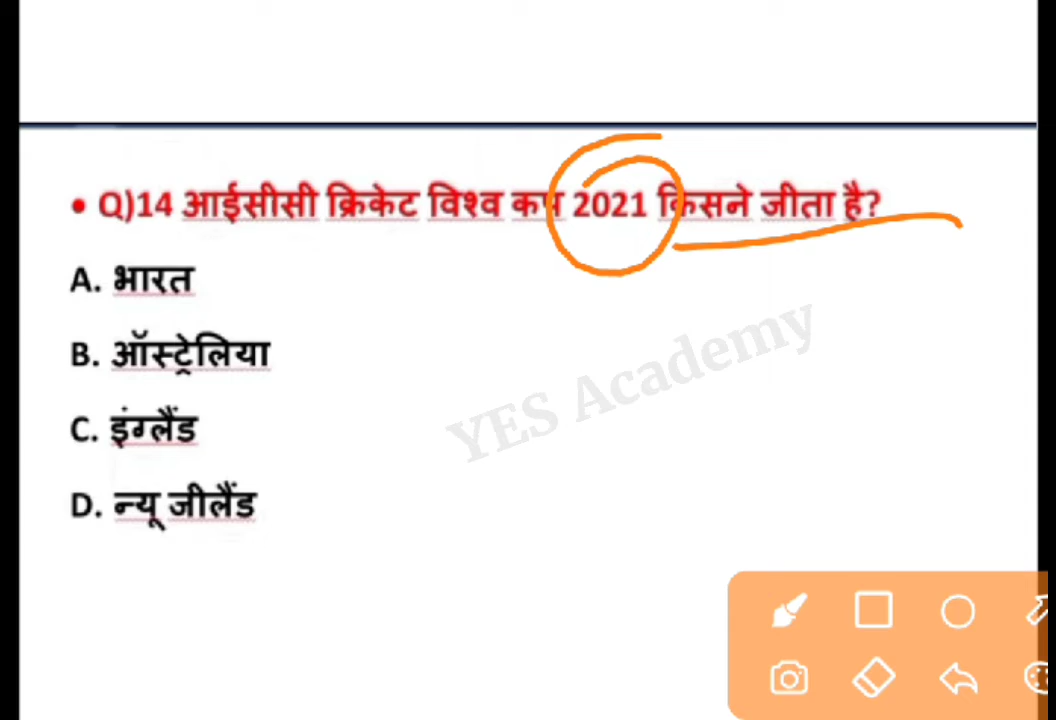 • Q)14 आईसीसी क्रिकेट विश्व कप 2021 किसने जीता है?
A. भारत
B. ऑस्ट्रेलिया
C. इंग्लैंड
YES Academy
D. न्यू जीलैंड